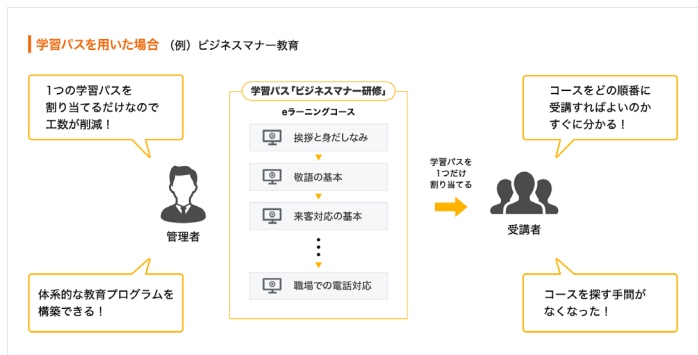 学習パスを用いた場合 （例）ビジネスマナー教育
1つの学習パスを
割り当てるだけなので
工数が削減！
管理者
体系的な教育プログラムを
構築できる！
学習パス「ビジネスマナー研修」
eラーニングコース
挨拶と身だしなみ
敬語の基本
来客対応の基本
職場での電話対応
学習パスを
1つだけ
割り当てる
コースをどの順番に
受講すればよいのか
すぐに分かる！
受講者
コースを探す手間が
なくなった！